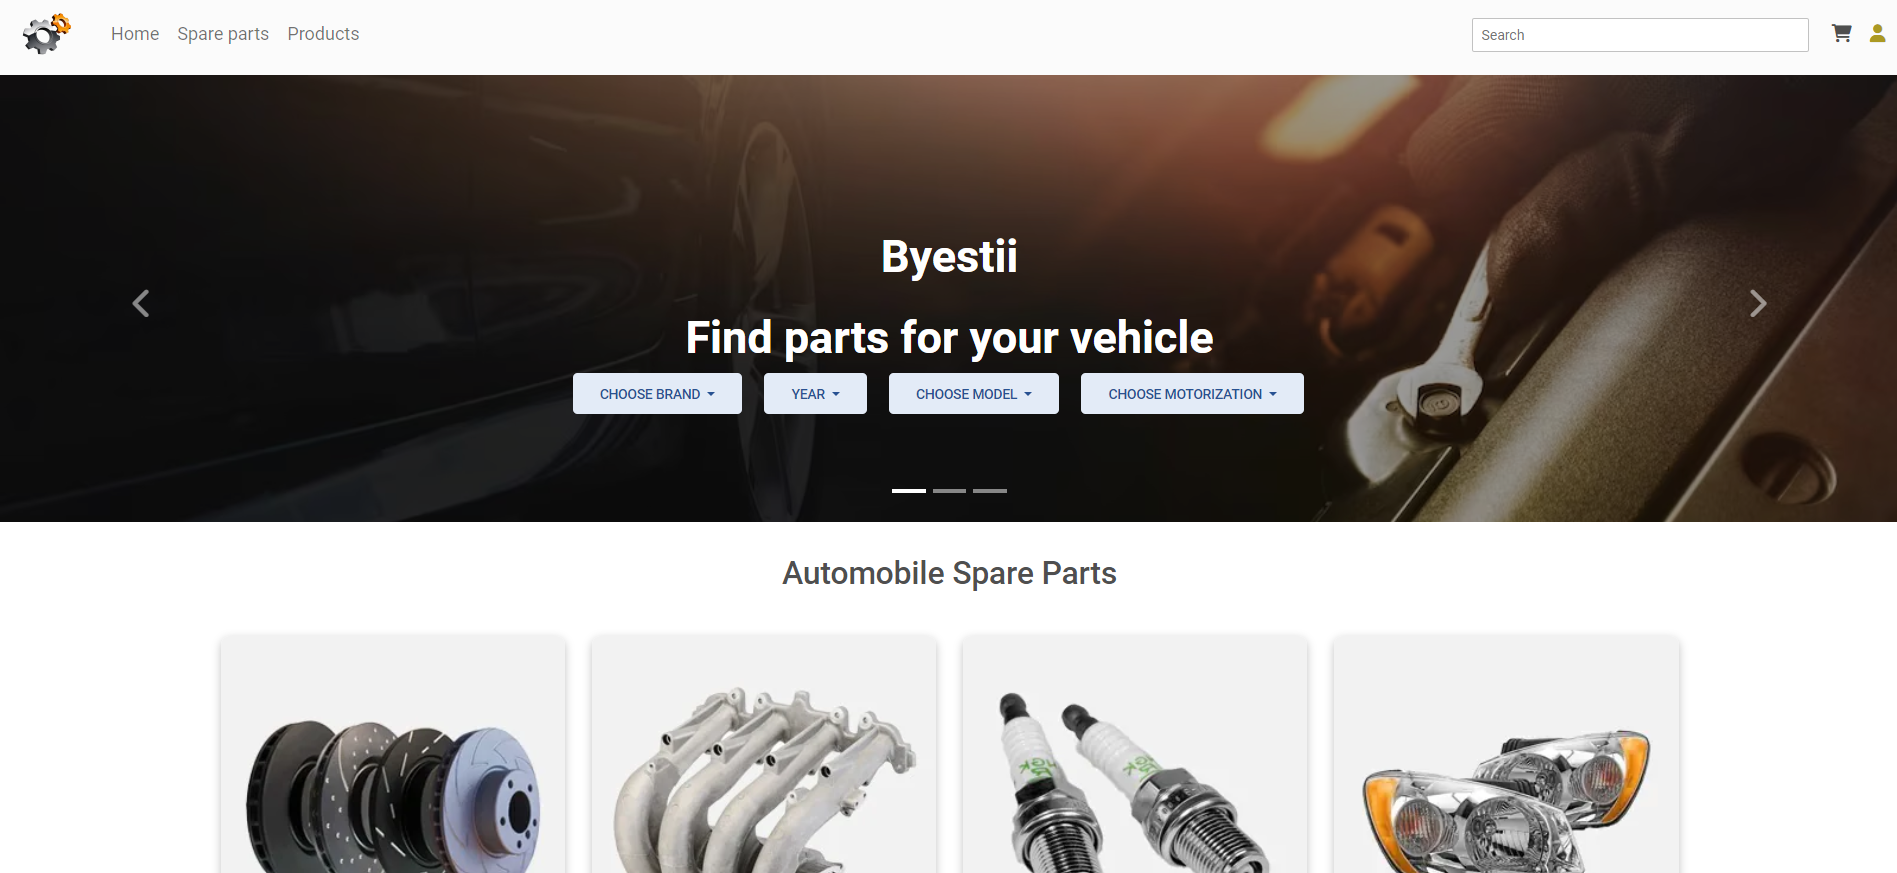 Home Spare parts Products Search
Byestii
Find parts for your vehicle
CHOOSE BRAND YEAR CHOOSE MODEL CHOOSE MOTORIZATION
Automobile Spare Parts